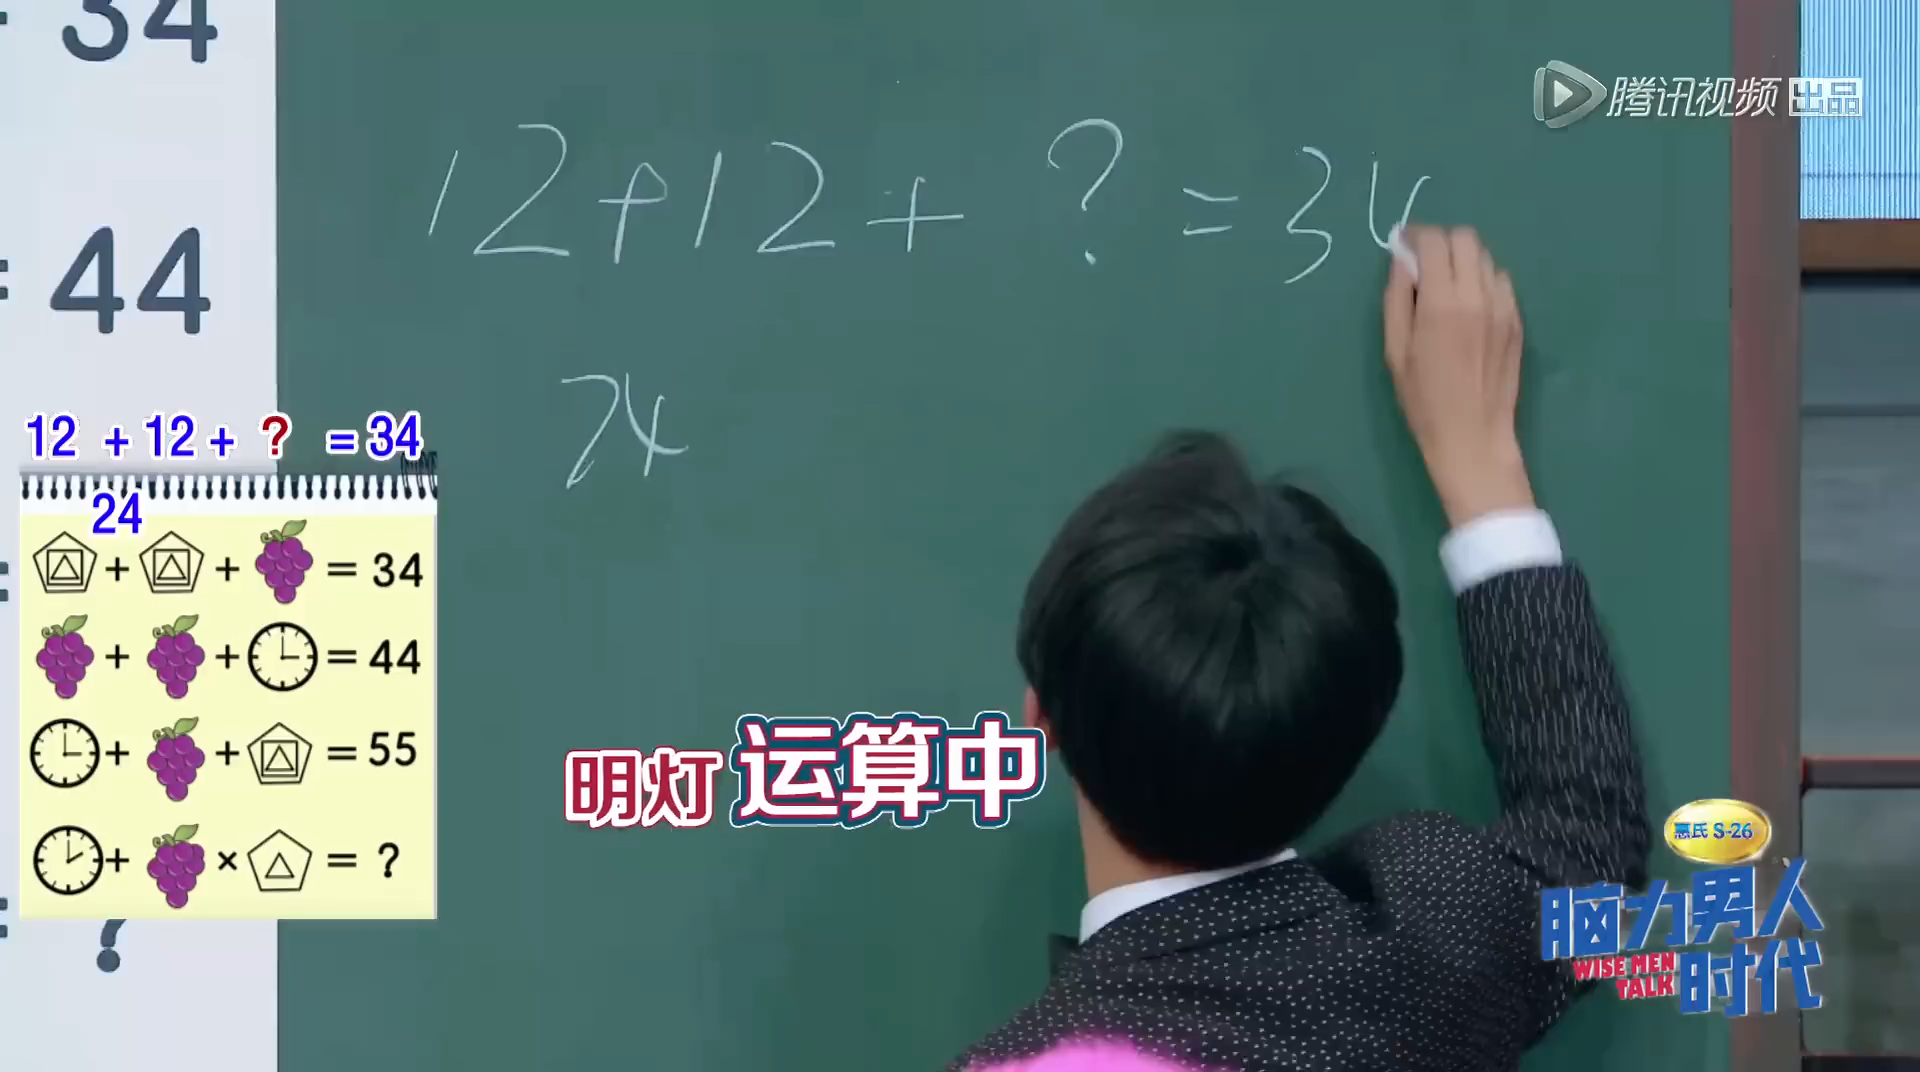 = 34
腾讯视频 出品
12+12+ ? =34
= 44
24
12 + 12 + ? = 34
24
+ + = 34
+ + = 44
+ + = 55
+ × = ?
= ?
明灯 运算中
惠氏 S-26
脑力男人
WISE MEN
TALK 时代